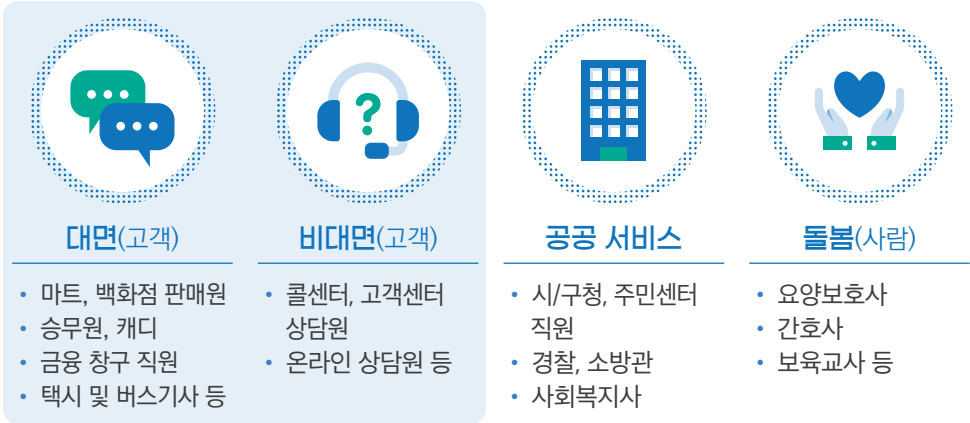 대면(고객)
• 마트, 백화점 판매원
• 승무원, 캐디
• 금융 창구 직원
• 택시 및 버스기사 등
비대면(고객)
• 콜센터, 고객센터
상담원
• 온라인 상담원 등
공공 서비스
• 시/구청, 주민센터
직원
• 경찰, 소방관
• 사회복지사
돌봄(사람)
• 요양보호사
• 간호사
• 보육교사 등